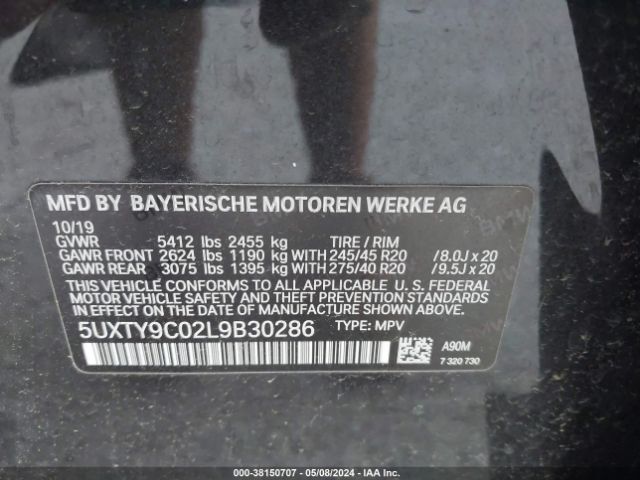 MFD BY BAYERISCHE MOTOREN WERKE AG
10/19
GVWR 5412 lbs 2455 kg TIRE / RIM
GAWR FRONT 2624 lbs 1190 kg WITH 245/45 R20 /8.0J x 20
GAWR REAR 3075 lbs 1395 kg WITH 275/40 R20 /9.5J x 20
THIS VEHICLE CONFORMS TO ALL APPLICABLE U. S. FEDERAL
MOTOR VEHICLE SAFETY, BUMPER, AND THEFT PREVENTION
STANDARDS IN EFFECT ON THE DATE OF MANUFACTURE SHOWN ABOVE.
5UXTY9C02L9B30286 TYPE: MPV
A90M
7 320 730
000-38150707 - 05/08/2024 - IAA Inc.